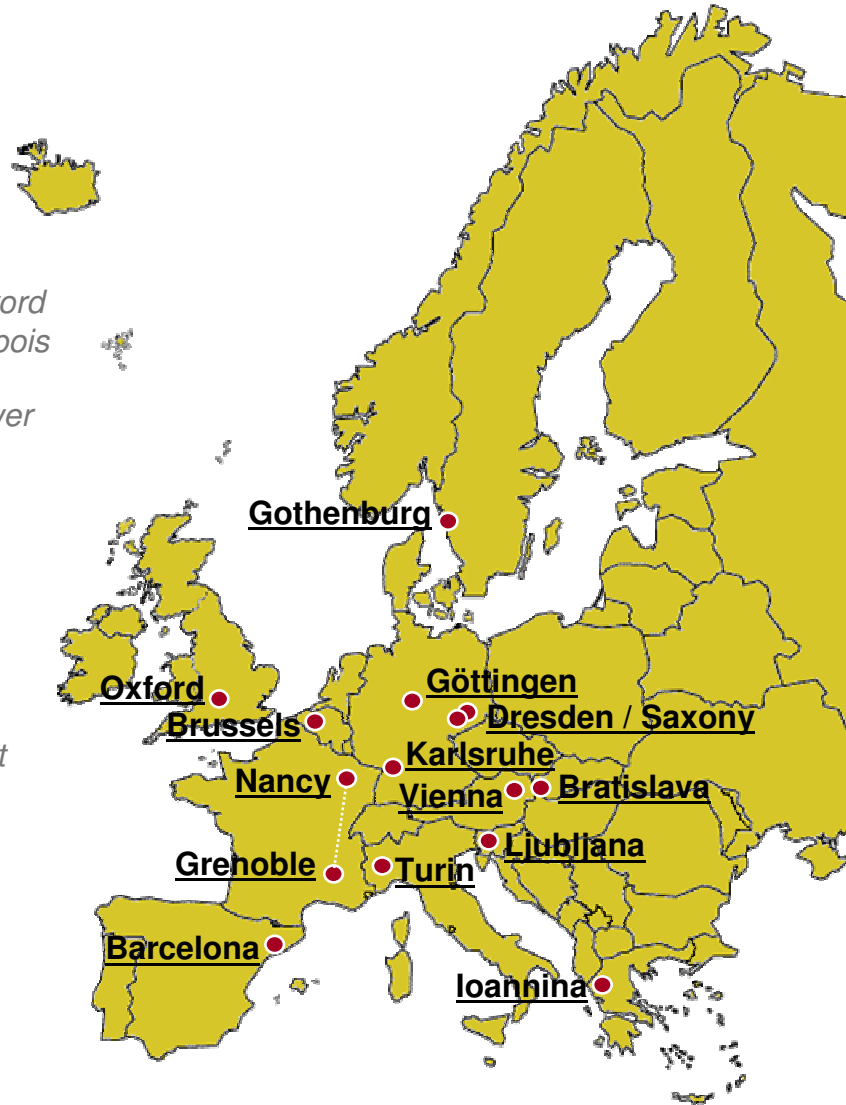 Gothenburg
Oxford
Göttingen
Brussels
Dresden / Saxony
Karlsruhe
Nancy
Vienna
Bratislava
Ljubljana
Grenoble
Turin
Barcelona
Ioannina